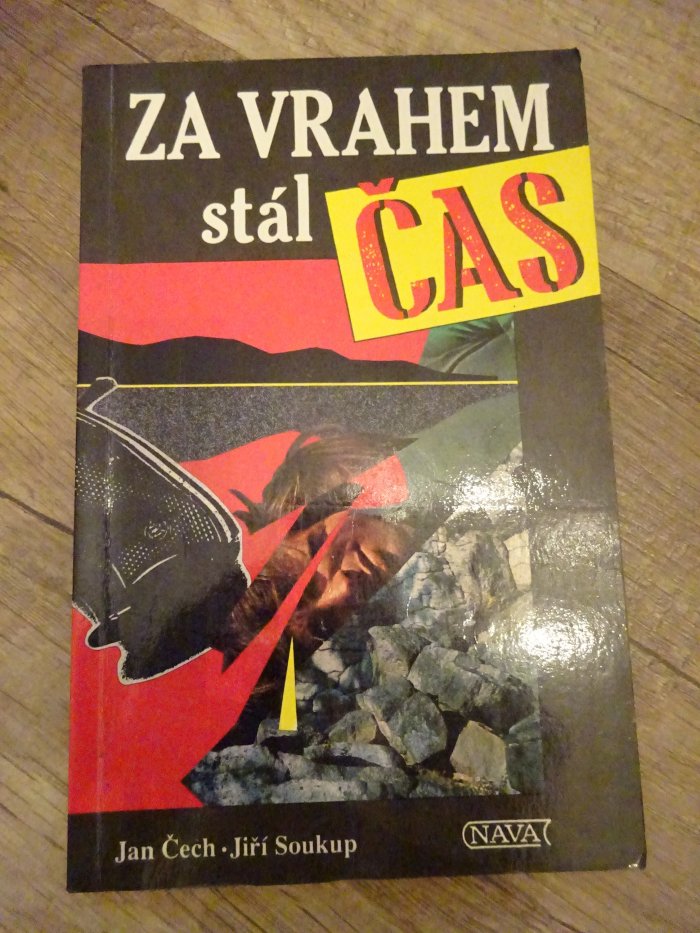 ZA VRAHEM
stál ČAS
Jan Čech • Jiří Soukup
NAVA